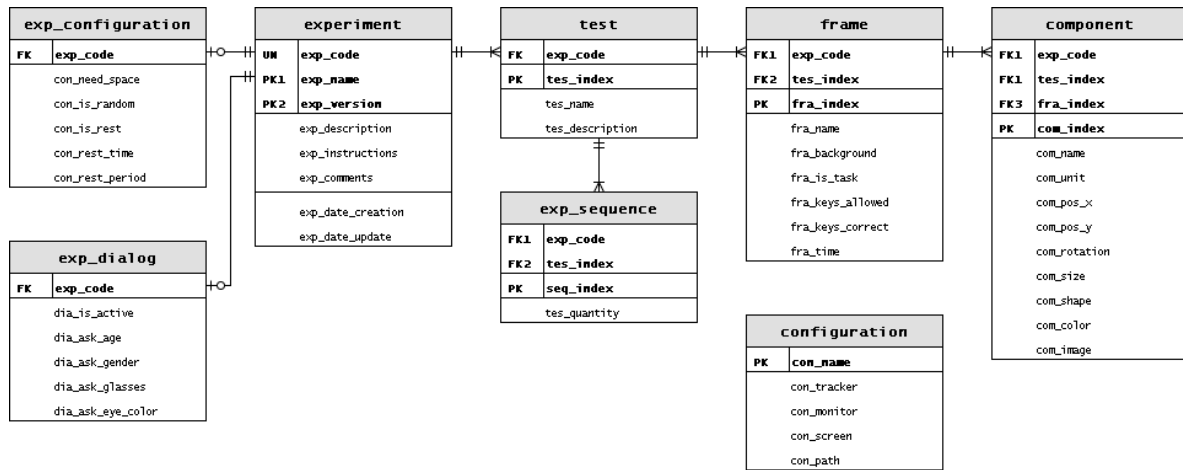 exp_configuration
FK exp_code
con_need_space
con_is_random
con_is_rest
con_rest_time
con_rest_period
exp_dialog
FK exp_code
dia_is_active
dia_ask_age
dia_ask_gender
dia_ask_glasses
dia_ask_eye_color
experiment
UN exp_code
PK1 exp_name
PK2 exp_version
exp_description
exp_instructions
exp_comments
exp_date_creation
exp_date_update
test
FK exp_code
PK tes_index
tes_name
tes_description
exp_sequence
FK1 exp_code
FK2 tes_index
PK seq_index
tes_quantity
frame
FK1 exp_code
FK2 tes_index
PK fra_index
fra_name
fra_background
fra_is_task
fra_keys_allowed
fra_keys_correct
fra_time
configuration
PK con_name
con_tracker
con_monitor
con_screen
con_path
component
FK1 exp_code
FK1 tes_index
FK3 fra_index
PK com_index
com_name
com_unit
com_pos_x
com_pos_y
com_rotation
com_size
com_shape
com_color
com_image